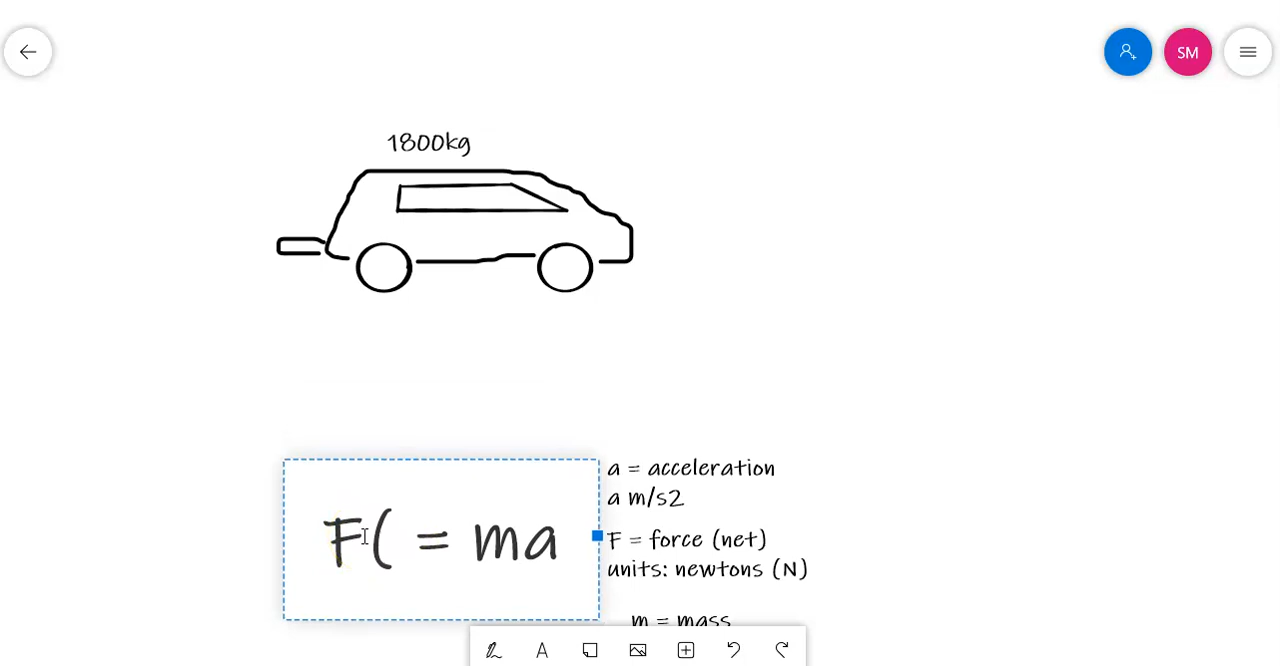 SM
1800kg
F( = ma
a = acceleration
a m/s2
F = force (net)
units: newtons (N)
m = mass
A